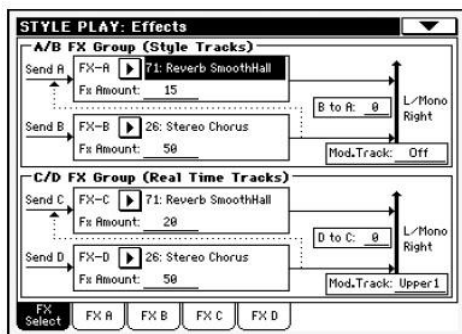 STYLE PLAY: Effects
A/B FX Group (Style Tracks)
Send A FX-A 71: Reverb SmoothHall
Fx Amount: 15
B to A: 0
L/Mono
Right
Send B FX-B 26: Stereo Chorus
Fx Amount: 50
Mod.Track: Off
C/D FX Group (Real Time Tracks)
Send C FX-C 71: Reverb SmoothHall
Fx Amount: 20
D to C: 0
L/Mono
Right
Send D FX-D 26: Stereo Chorus
Fx Amount: 50
Mod.Track: Upper1
FX
Select
FX A FX B FX C FX D